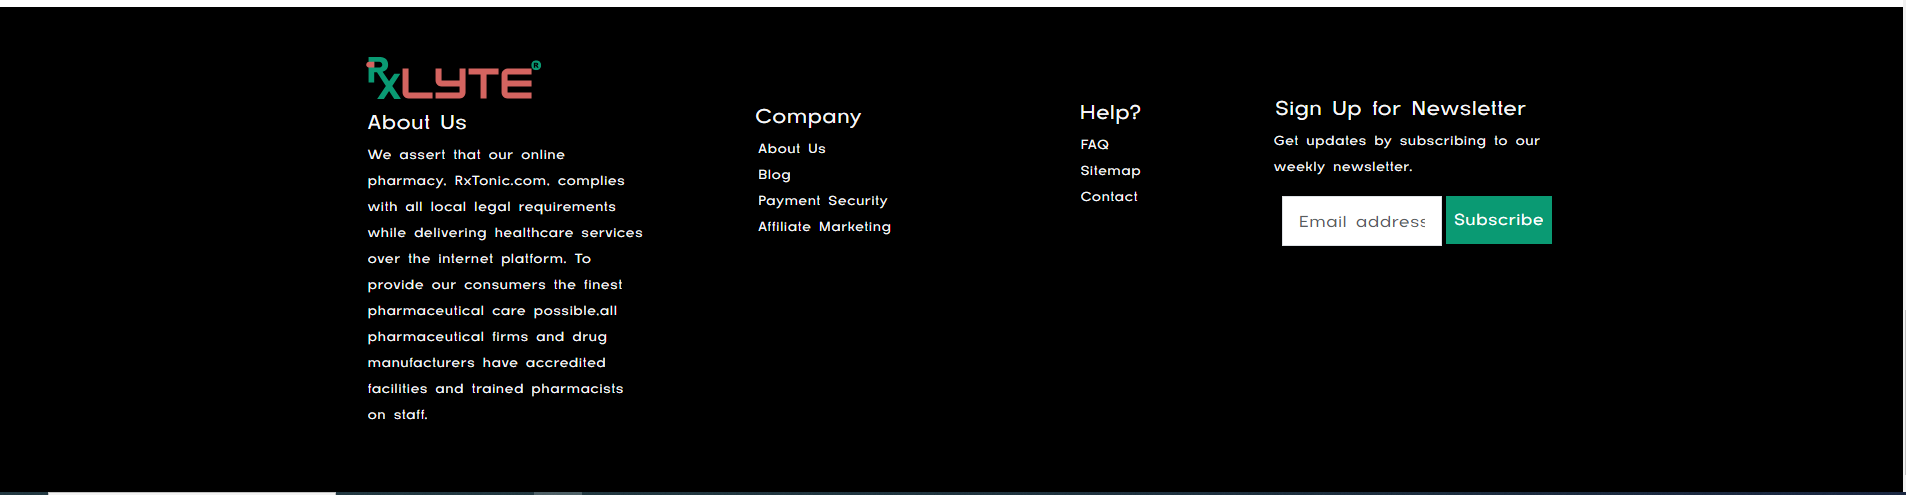 RxLYTE®
About Us
We assert that our online
pharmacy, RxTonic.com, complies
with all local legal requirements
while delivering healthcare services
over the internet platform. To
provide our consumers the finest
pharmaceutical care possible,all
pharmaceutical firms and drug
manufacturers have accredited
facilities and trained pharmacists
on staff.
Company
About Us
Blog
Payment Security
Affiliate Marketing
Help?
FAQ
Sitemap
Contact
Sign Up for Newsletter
Get updates by subscribing to our
weekly newsletter.
Email address
Subscribe